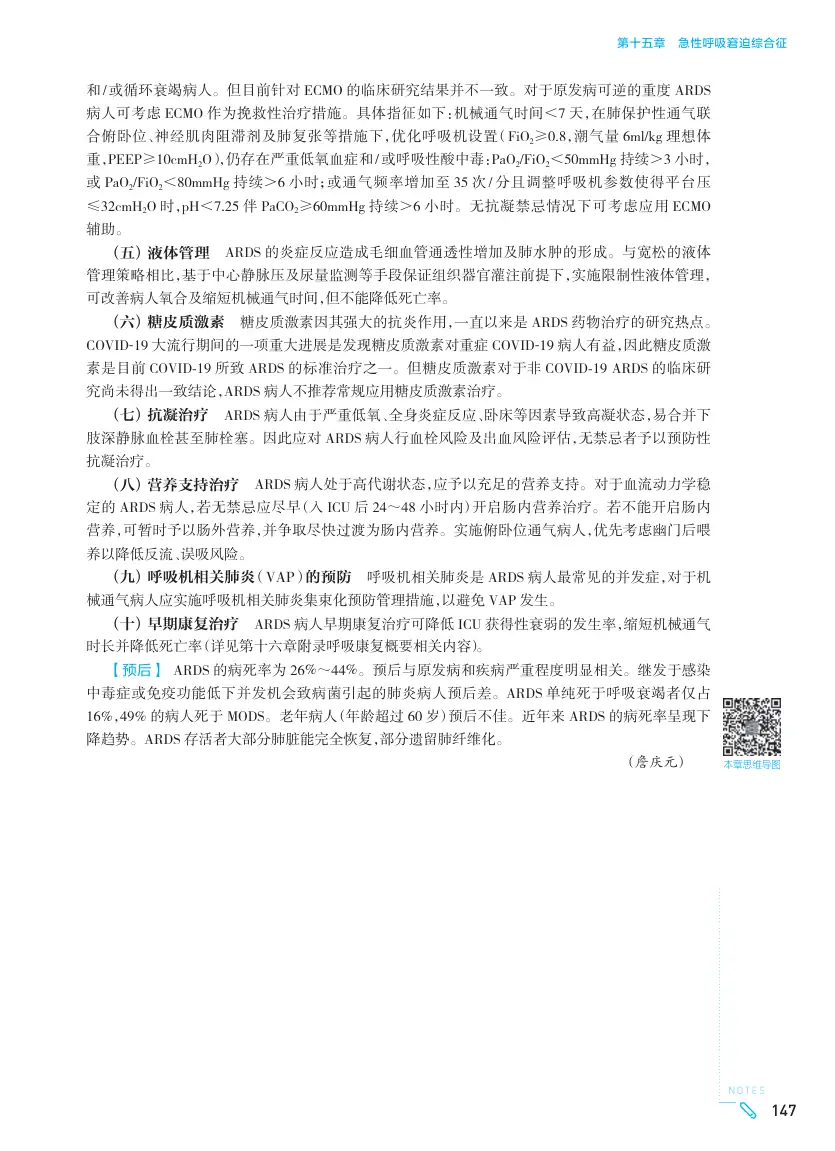 第十五章　急性呼吸窘迫综合征
和/或循环衰竭病人。但目前针对 ECMO 的临床研究结果并不一致。对于原发病可逆的重度 ARDS
病人可考虑 ECMO 作为挽救性治疗措施。具体指征如下:机械通气时间＜7 天,在肺保护性通气联
合俯卧位、神经肌肉阻滞剂及肺复张等措施下,优化呼吸机设置(FiO₂≥0.8,潮气量 6ml/kg 理想体
重,PEEP≥10cmH₂O),仍存在严重低氧血症和/或呼吸性酸中毒:PaO₂/FiO₂＜50mmHg 持续＞3 小时,
或 PaO₂/FiO₂＜80mmHg 持续＞6 小时;或通气频率增加至 35 次/分且调整呼吸机参数使得平台压
≤32cmH₂O 时,pH＜7.25 伴 PaCO₂≥60mmHg 持续＞6 小时。无抗凝禁忌情况下可考虑应用 ECMO
辅助。
(五)液体管理　ARDS 的炎症反应造成毛细血管通透性增加及肺水肿的形成。与宽松的液体
管理策略相比,基于中心静脉压及尿量监测等手段保证组织器官灌注前提下,实施限制性液体管理,
可改善病人氧合及缩短机械通气时间,但不能降低死亡率。
(六)糖皮质激素　糖皮质激素因其强大的抗炎作用,一直以来是 ARDS 药物治疗的研究热点。
COVID-19 大流行期间的一项重大进展是发现糖皮质激素对重症 COVID-19 病人有益,因此糖皮质激
素是目前 COVID-19 所致 ARDS 的标准治疗之一。但糖皮质激素对于非 COVID-19 ARDS 的临床研
究尚未得出一致结论,ARDS 病人不推荐常规应用糖皮质激素治疗。
(七)抗凝治疗　ARDS 病人由于严重低氧、全身炎症反应、卧床等因素导致高凝状态,易合并下
肢深静脉血栓甚至肺栓塞。因此应对 ARDS 病人行血栓风险及出血风险评估,无禁忌者予以预防性
抗凝治疗。
(八)营养支持治疗　ARDS 病人处于高代谢状态,应予以充足的营养支持。对于血流动力学稳
定的 ARDS 病人,若无禁忌应尽早(入 ICU 后 24～48 小时内)开启肠内营养治疗。若不能开启肠内
营养,可暂时予以肠外营养,并争取尽快过渡为肠内营养。实施俯卧位通气病人,优先考虑幽门后喂
养以降低反流、误吸风险。
(九)呼吸机相关肺炎(VAP)的预防　呼吸机相关肺炎是 ARDS 病人最常见的并发症,对于机
械通气病人应实施呼吸机相关肺炎集束化预防管理措施,以避免 VAP 发生。
(十)早期康复治疗　ARDS 病人早期康复治疗可降低 ICU 获得性衰弱的发生率,缩短机械通气
时长并降低死亡率(详见第十六章附录呼吸康复概要相关内容)。
【预后】 ARDS 的病死率为 26%～44%。预后与原发病和疾病严重程度明显相关。继发于感染
中毒症或免疫功能低下并发机会致病菌引起的肺炎病人预后差。ARDS 单纯死于呼吸衰竭者仅占
16%,49% 的病人死于 MODS。老年病人(年龄超过 60 岁)预后不佳。近年来 ARDS 的病死率呈现下
降趋势。ARDS 存活者大部分肺脏能完全恢复,部分遗留肺纤维化。
(詹庆元)
本章思维导图
NOTES
147